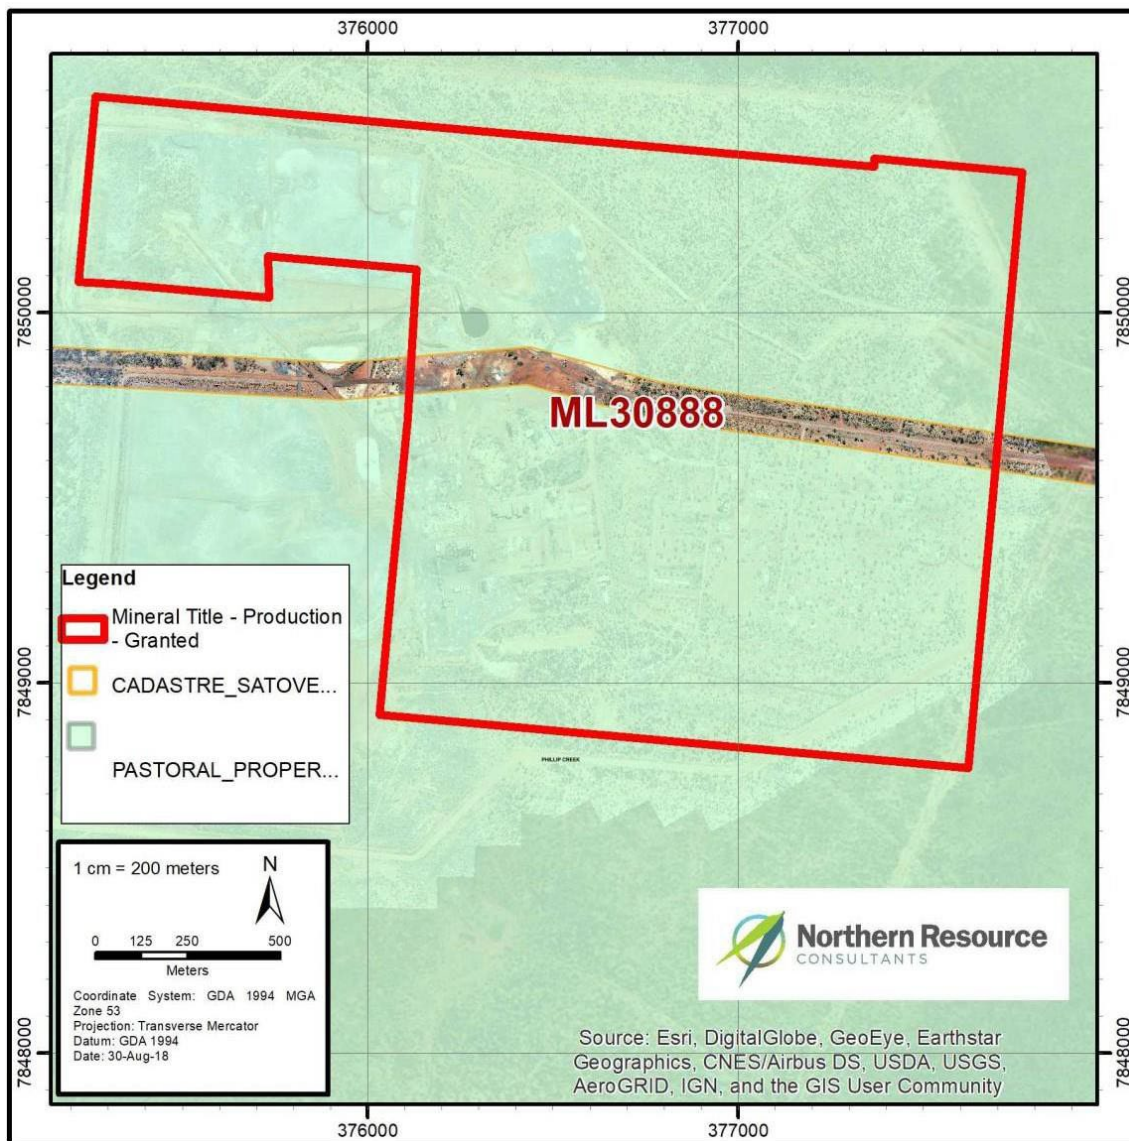 376000
377000
7850000
7850000
ML30888
Legend
Mineral Title - Production
- Granted
CADASTRE_SATOVE...
PASTORAL_PROPER...
7849000
7849000
PHILLIP CREEK
1 cm = 200 meters
N
0 125 250 500
Meters
Coordinate System: GDA 1994 MGA
Zone 53
Projection: Transverse Mercator
Datum: GDA 1994
Date: 30-Aug-18
Northern Resource
CONSULTANTS
Source: Esri, DigitalGlobe, GeoEye, Earthstar
Geographics, CNES/Airbus DS, USDA, USGS,
AeroGRID, IGN, and the GIS User Community
7848000
7848000
376000
377000